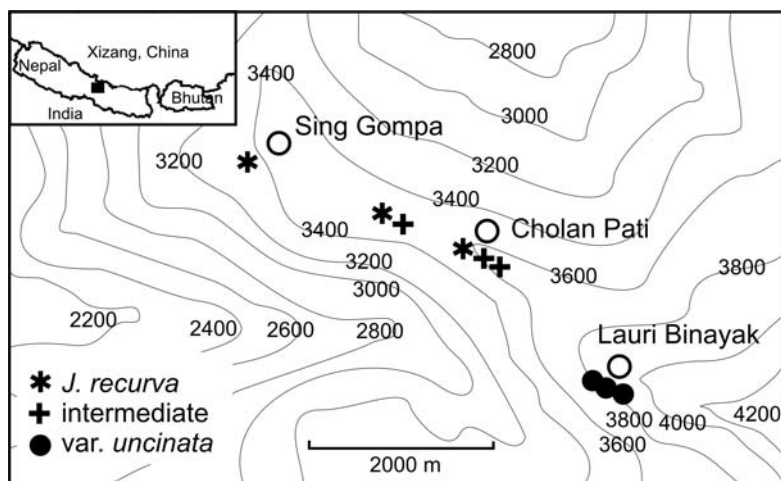 Xizang, China
Nepal
Bhutan
India
2800
3400
3000
Sing Gompa
3200
3200
3400
3400
Cholan Pati
3200
3600
3800
3000
2200
2400
2600
2800
Lauri Binayak
J. recurva
intermediate
3800
4000
4200
var. uncinata
3600
2000 m